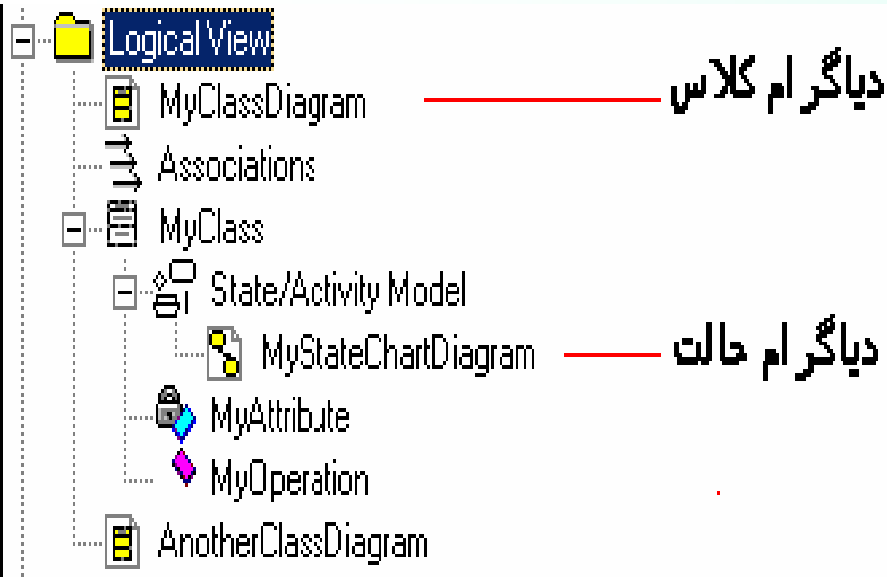 Logical View
MyClassDiagram
دیاگرام کلاس
Associations
MyClass
State/Activity Model
MyStateChartDiagram
دیاگرام حالت
MyAttribute
MyOperation
AnotherClassDiagram